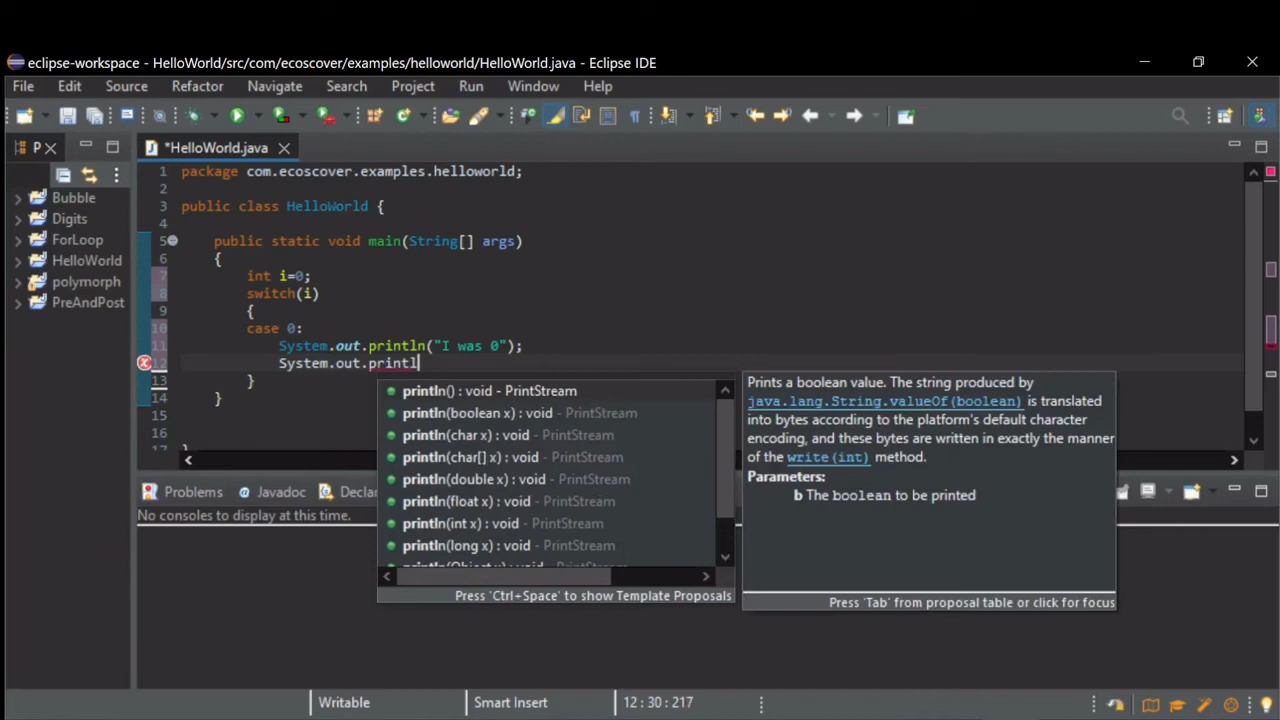 eclipse-workspace - HelloWorld/src/com/ecoscover/examples/helloworld/HelloWorld.java - Eclipse IDE
File Edit Source Refactor Navigate Search Project Run Window Help
P
*HelloWorld.java
Bubble
Digits
ForLoop
HelloWorld
polymorph
PreAndPost
1 package com.ecoscover.examples.helloworld;
2
3 public class HelloWorld {
4
5 public static void main(String[] args)
6 {
7 int i=0;
8 switch(i)
9 {
10 case 0:
11 System.out.println("I was 0");
12 System.out.printl
13 }
14 }
15
16
17 }
println() : void - PrintStream
println(boolean x) : void - PrintStream
println(char x) : void - PrintStream
println(char[] x) : void - PrintStream
println(double x) : void - PrintStream
println(float x) : void - PrintStream
println(int x) : void - PrintStream
println(long x) : void - PrintStream
println(Object x) : void - PrintStream
Press 'Ctrl+Space' to show Template Proposals
Prints a boolean value. The string produced by
java.lang.String.valueOf(boolean) is translated
into bytes according to the platform's default character
encoding, and these bytes are written in exactly the manner
of the write(int) method.
Parameters:
b The boolean to be printed
Press 'Tab' from proposal table or click for focus
Problems @ Javadoc Declar
No consoles to display at this time.
Writable Smart Insert 12 : 30 : 217